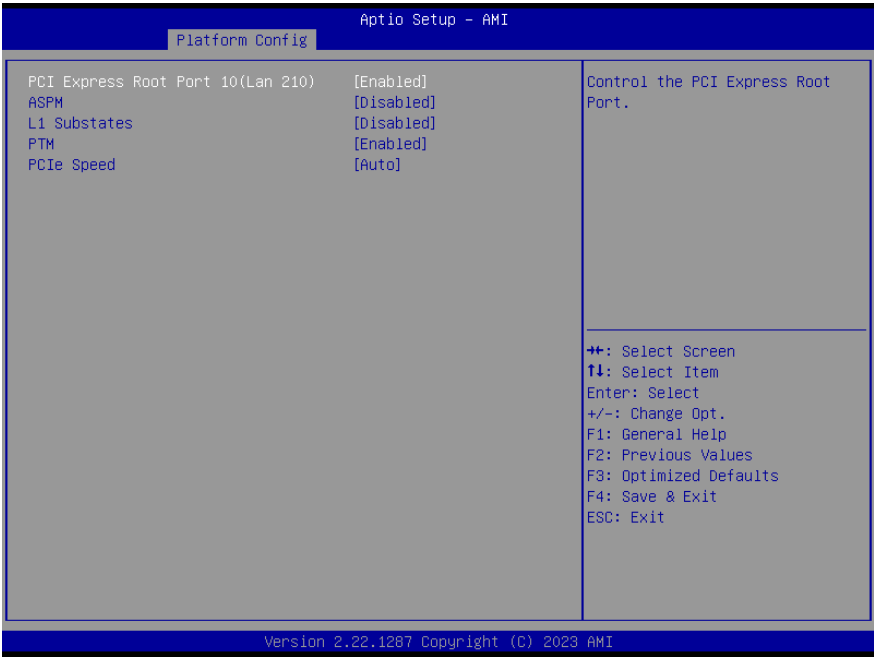 Aptio Setup – AMI
Platform Config
PCI Express Root Port 10(Lan 210) [Enabled]
ASPM [Disabled]
L1 Substates [Disabled]
PTM [Enabled]
PCIe Speed [Auto]
Control the PCI Express Root
Port.
→←: Select Screen
↑↓: Select Item
Enter: Select
+/-: Change Opt.
F1: General Help
F2: Previous Values
F3: Optimized Defaults
F4: Save & Exit
ESC: Exit
Version 2.22.1287 Copyright (C) 2023 AMI